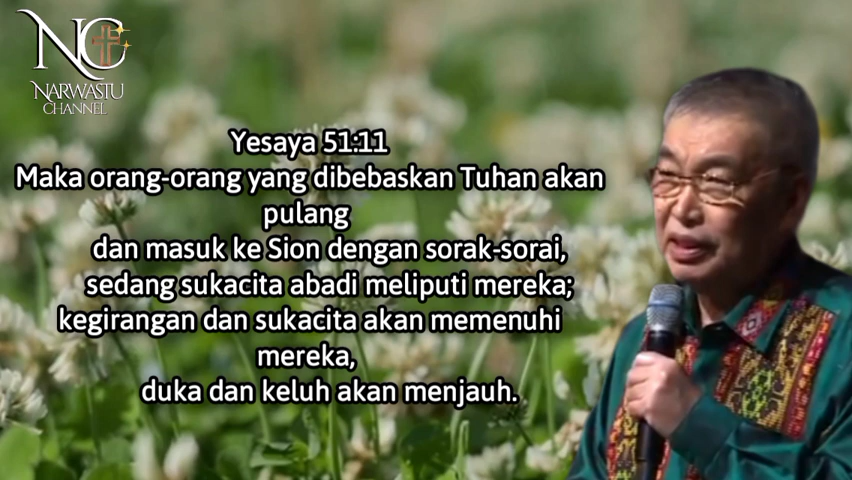 NC
NARWASTU
CHANNEL
Yesaya 51:11
Maka orang-orang yang dibebaskan Tuhan akan
pulang
dan masuk ke Sion dengan sorak-sorai,
sedang sukacita abadi meliputi mereka;
kegirangan dan sukacita akan memenuhi
mereka,
duka dan keluh akan menjauh.